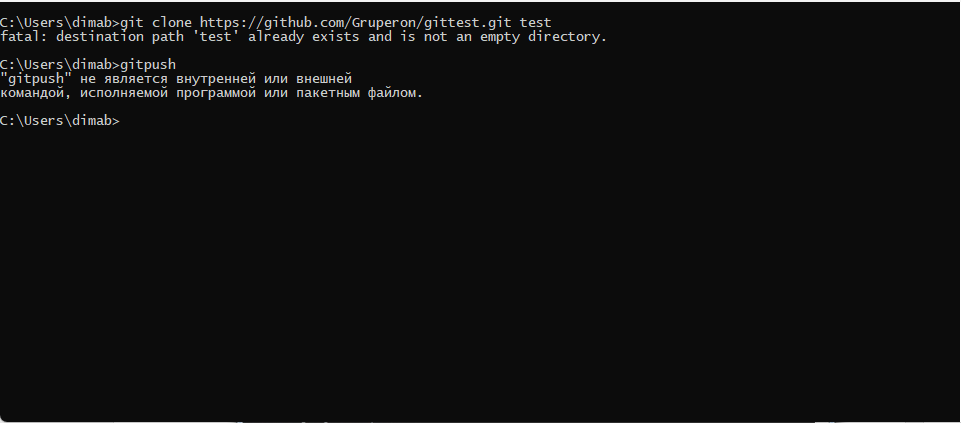 C:\Users\dimab>git clone https://github.com/Gruperon/gittest.git test
fatal: destination path 'test' already exists and is not an empty directory.
C:\Users\dimab>gitpush
"gitpush" не является внутренней или внешней
командой, исполняемой программой или пакетным файлом.
C:\Users\dimab>